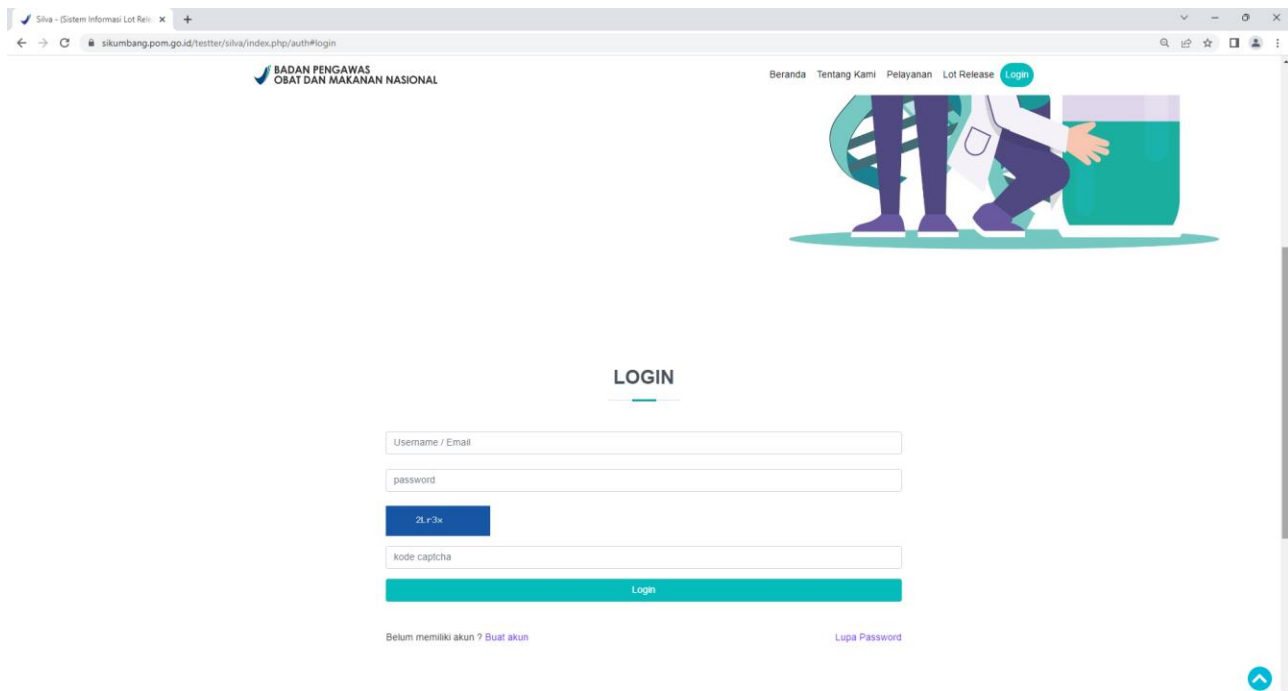 Silva - (Sistem Informasi Lot Rele
sikumbang.pom.go.id/testter/silva/index.php/auth#login
BADAN PENGAWAS
OBAT DAN MAKANAN NASIONAL
Beranda Tentang Kami Pelayanan Lot Release Login
LOGIN
Username / Email
password
2Lr3x
kode captcha
Login
Belum memiliki akun ? Buat akun Lupa Password